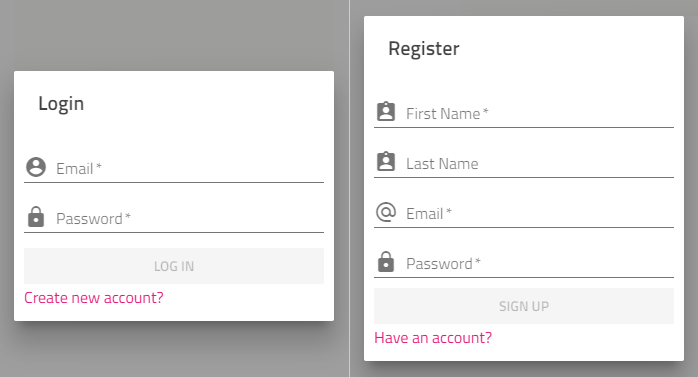 Login
Email *
Password *
LOG IN
Create new account?
Register
First Name *
Last Name
Email *
Password *
SIGN UP
Have an account?